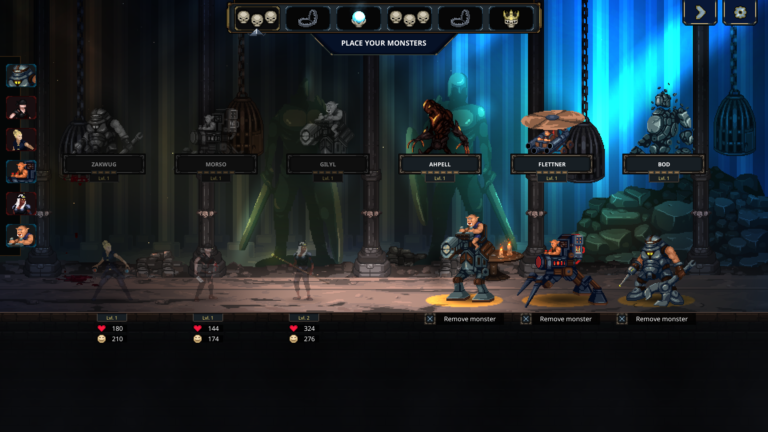 PLACE YOUR MONSTERS
ZAKWUG
MORSO
GILYL
AHPELL
FLETTNER
BOD
Lvl. 1
Lvl. 1
Lvl. 1
Lvl. 1
Lvl. 1
Lvl. 1
Lvl. 1
Lvl. 1
Lvl. 2
Remove monster
Remove monster
Remove monster
180
144
324
210
174
276